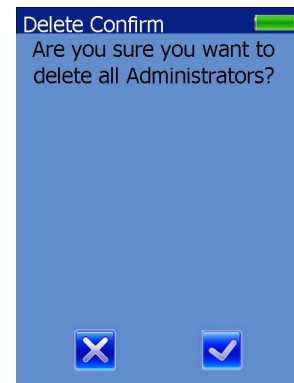 Delete Confirm
Are you sure you want to
delete all Administrators?